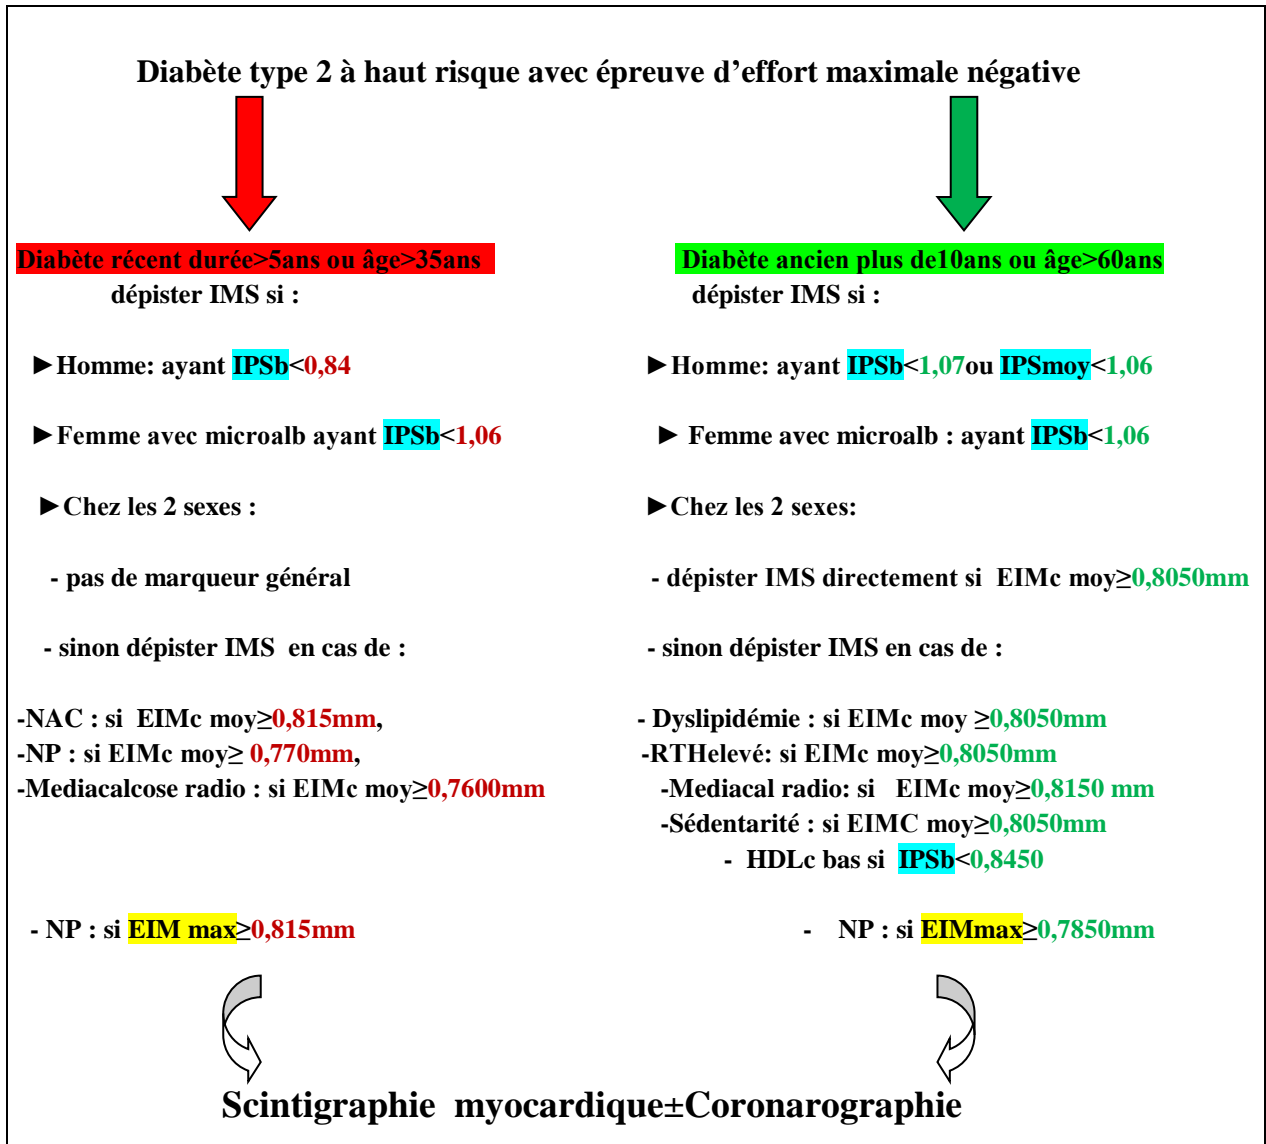 Diabète type 2 à haut risque avec épreuve d’effort maximale négative
Diabète récent durée>5ans ou âge>35ans
dépister IMS si :
►Homme: ayant IPSb<0,84
►Femme avec microalb ayant IPSb<1,06
►Chez les 2 sexes :
- pas de marqueur général
- sinon dépister IMS en cas de :
-NAC : si EIMc moy≥0,815mm,
-NP : si EIMc moy≥ 0,770mm,
-Mediacalcose radio : si EIMc moy≥0,7600mm
- NP : si EIM max≥0,815mm
Diabète ancien plus de10ans ou âge>60ans
dépister IMS si :
►Homme: ayant IPSb<1,07ou IPSmoy<1,06
► Femme avec microalb : ayant IPSb<1,06
►Chez les 2 sexes:
- dépister IMS directement si EIMc moy≥0,8050mm
- sinon dépister IMS en cas de :
- Dyslipidémie : si EIMc moy ≥0,8050mm
-RTHelevé: si EIMc moy≥0,8050mm
-Mediacal radio: si EIMc moy≥0,8150 mm
-Sédentarité : si EIMC moy≥0,8050mm
- HDLc bas si IPSb<0,8450
- NP : si EIMmax≥0,7850mm
Scintigraphie myocardique±Coronarographie